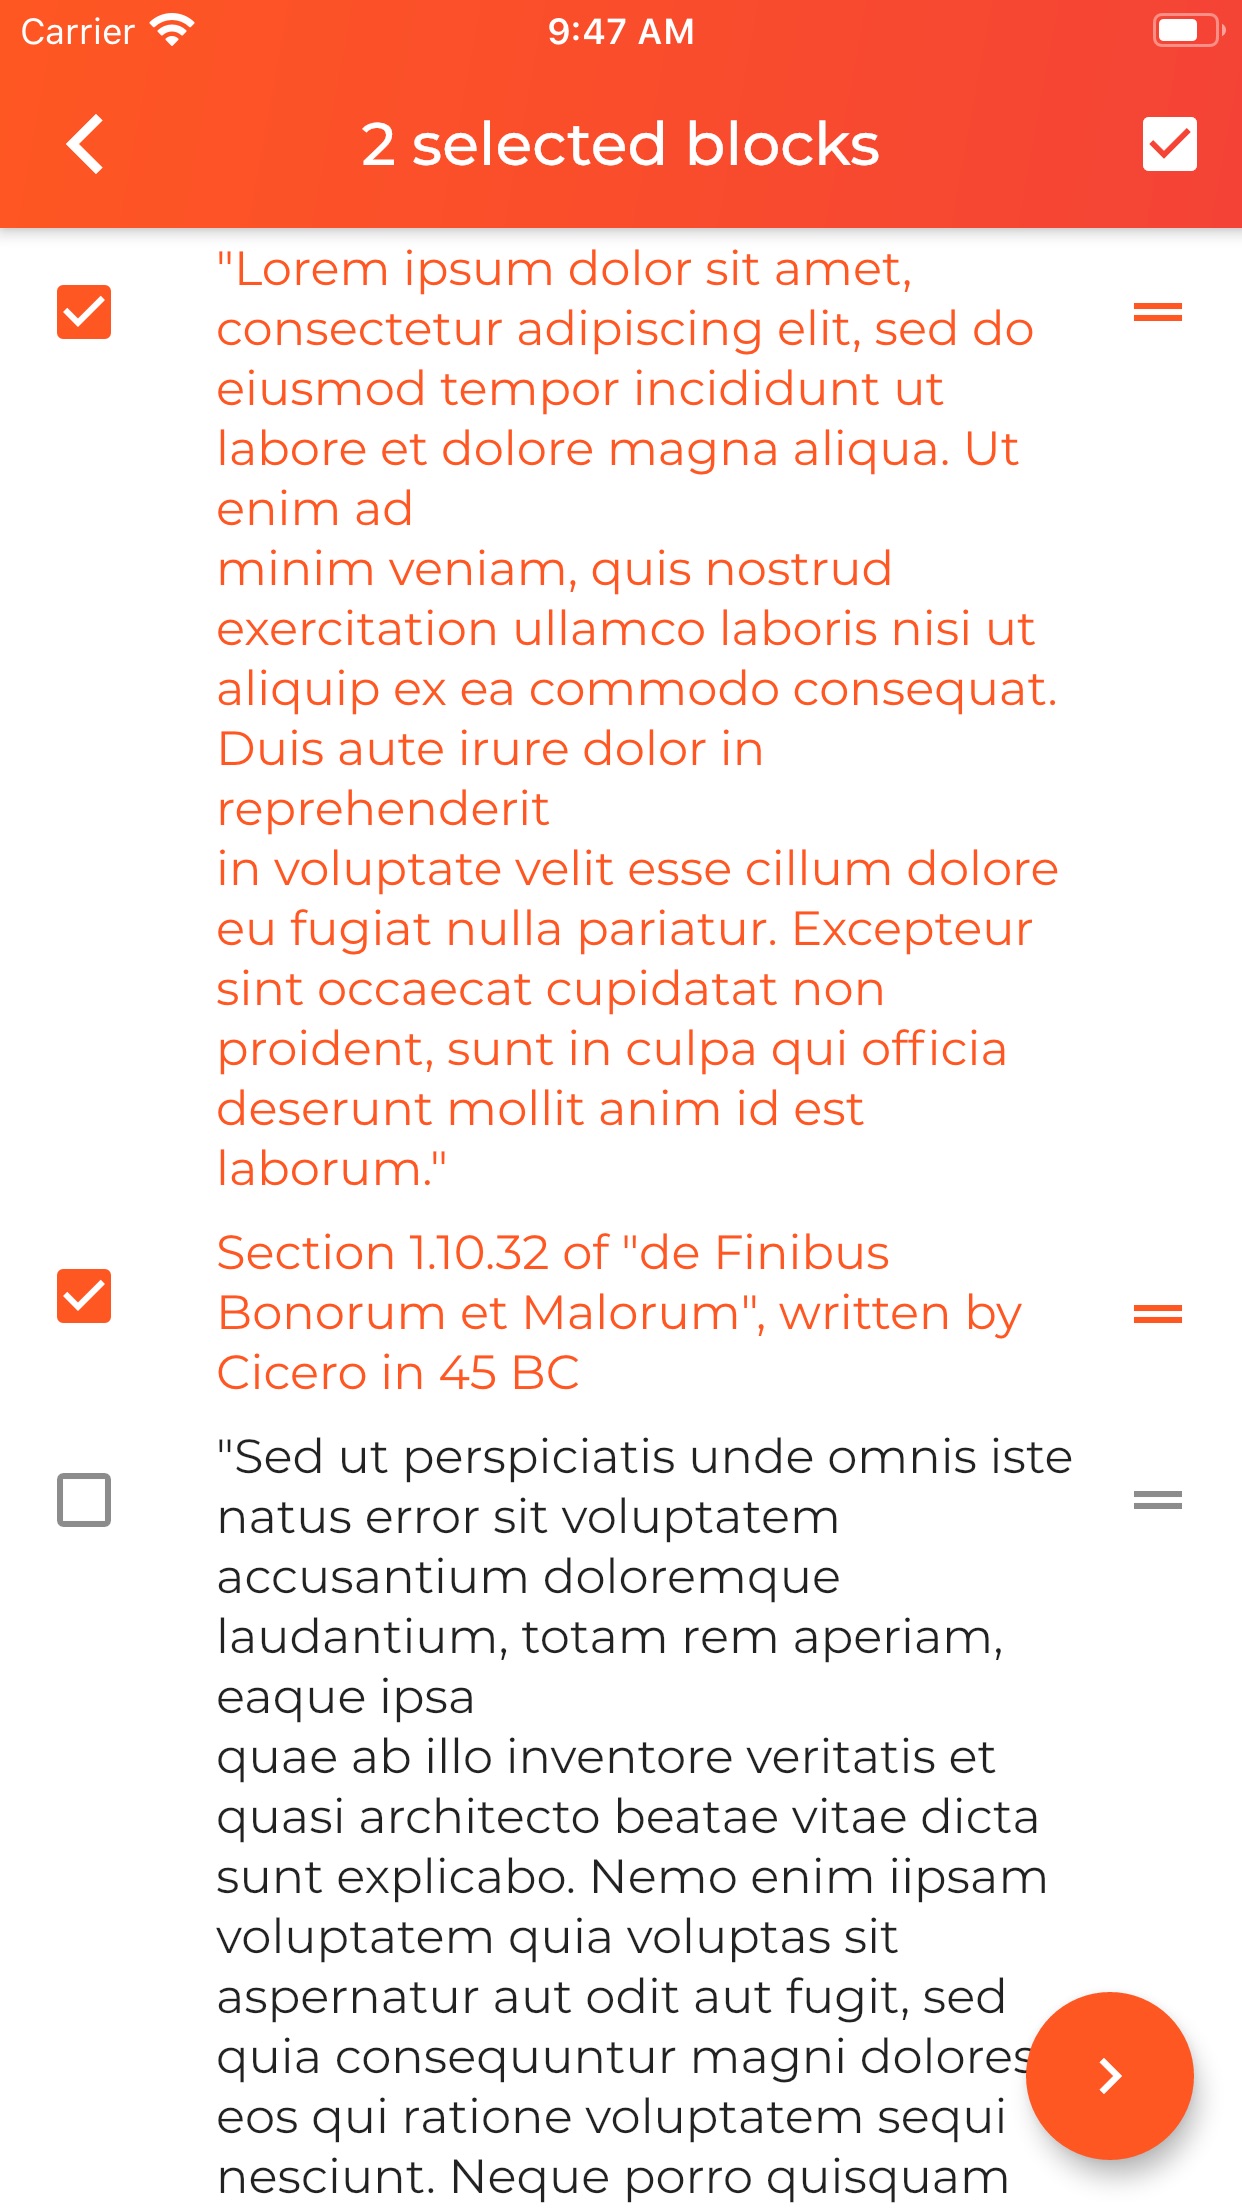 Carrier
9:47 AM
2 selected blocks
"Lorem ipsum dolor sit amet,
consectetur adipiscing elit, sed do
eiusmod tempor incididunt ut
labore et dolore magna aliqua. Ut
enim ad
minim veniam, quis nostrud
exercitation ullamco laboris nisi ut
aliquip ex ea commodo consequat.
Duis aute irure dolor in
reprehenderit
in voluptate velit esse cillum dolore
eu fugiat nulla pariatur. Excepteur
sint occaecat cupidatat non
proident, sunt in culpa qui officia
deserunt mollit anim id est
laborum."
Section 1.10.32 of "de Finibus
Bonorum et Malorum", written by
Cicero in 45 BC
"Sed ut perspiciatis unde omnis iste
natus error sit voluptatem
accusantium doloremque
laudantium, totam rem aperiam,
eaque ipsa
quae ab illo inventore veritatis et
quasi architecto beatae vitae dicta
sunt explicabo. Nemo enim iipsam
voluptatem quia voluptas sit
aspernatur aut odit aut fugit, sed
quia consequuntur magni dolores
eos qui ratione voluptatem sequi
nesciunt. Neque porro quisquam